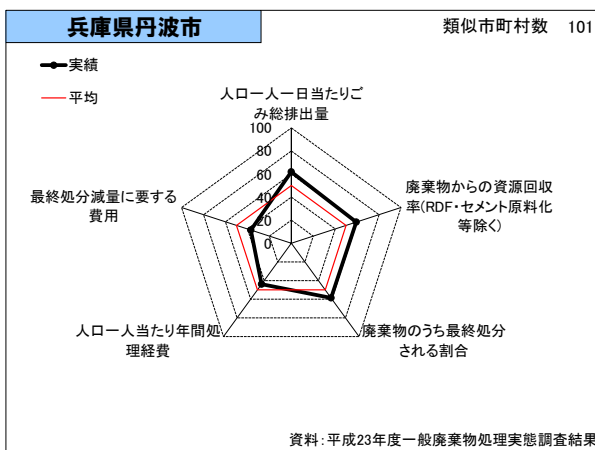 兵庫県丹波市
類似市町村数 101
実績
平均
人口一人一日当たりご
み総排出量
100
80
60
40
20
0
廃棄物からの資源回収
率(RDF・セメント原料化
等除く)
最終処分減量に要する
費用
人口一人当たり年間処
理経費
廃棄物のうち最終処分
される割合
資料:平成23年度一般廃棄物処理実態調査結果